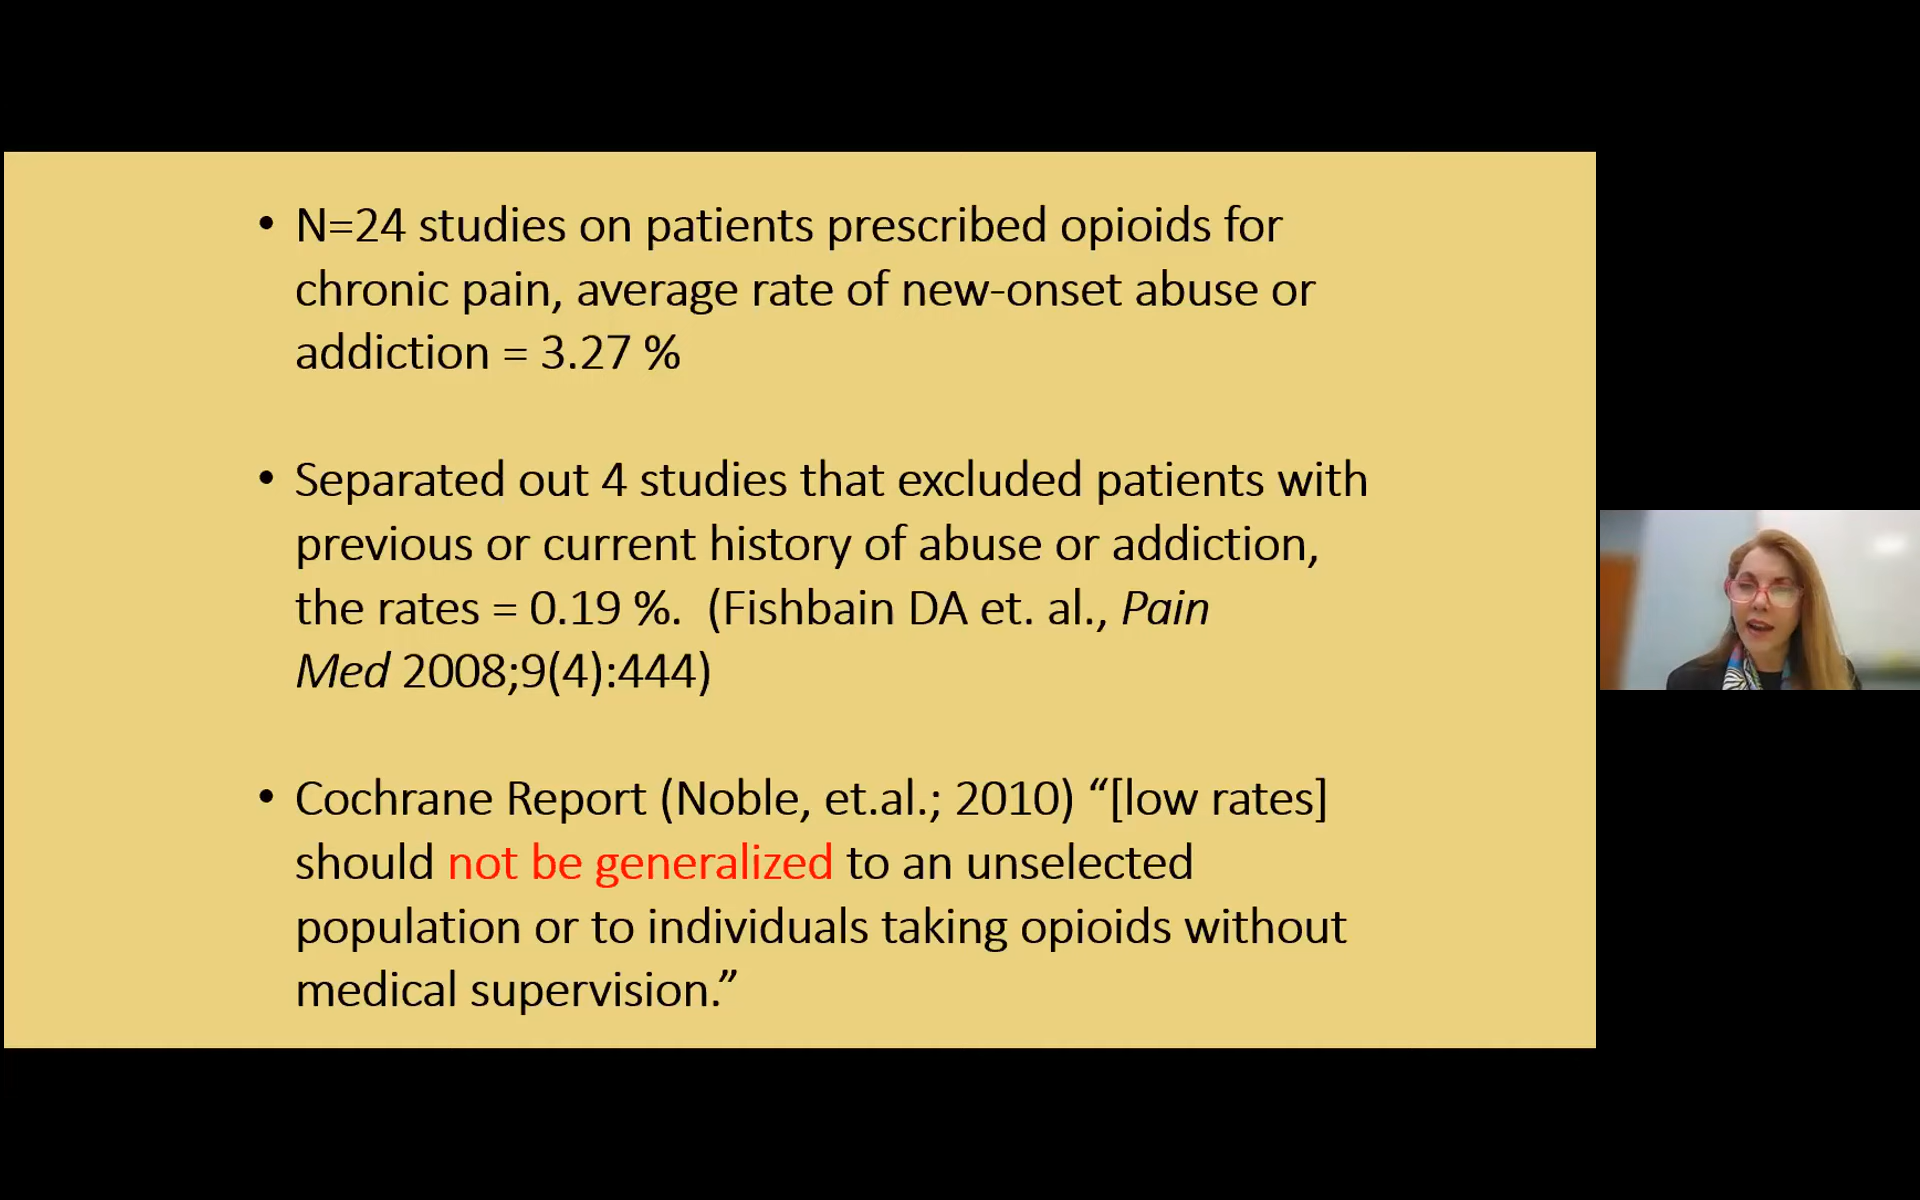 • N=24 studies on patients prescribed opioids for
chronic pain, average rate of new-onset abuse or
addiction = 3.27 %
• Separated out 4 studies that excluded patients with
previous or current history of abuse or addiction,
the rates = 0.19 %.  (Fishbain DA et. al., Pain
Med 2008;9(4):444)
• Cochrane Report (Noble, et.al.; 2010) “[low rates]
should not be generalized to an unselected
population or to individuals taking opioids without
medical supervision.”